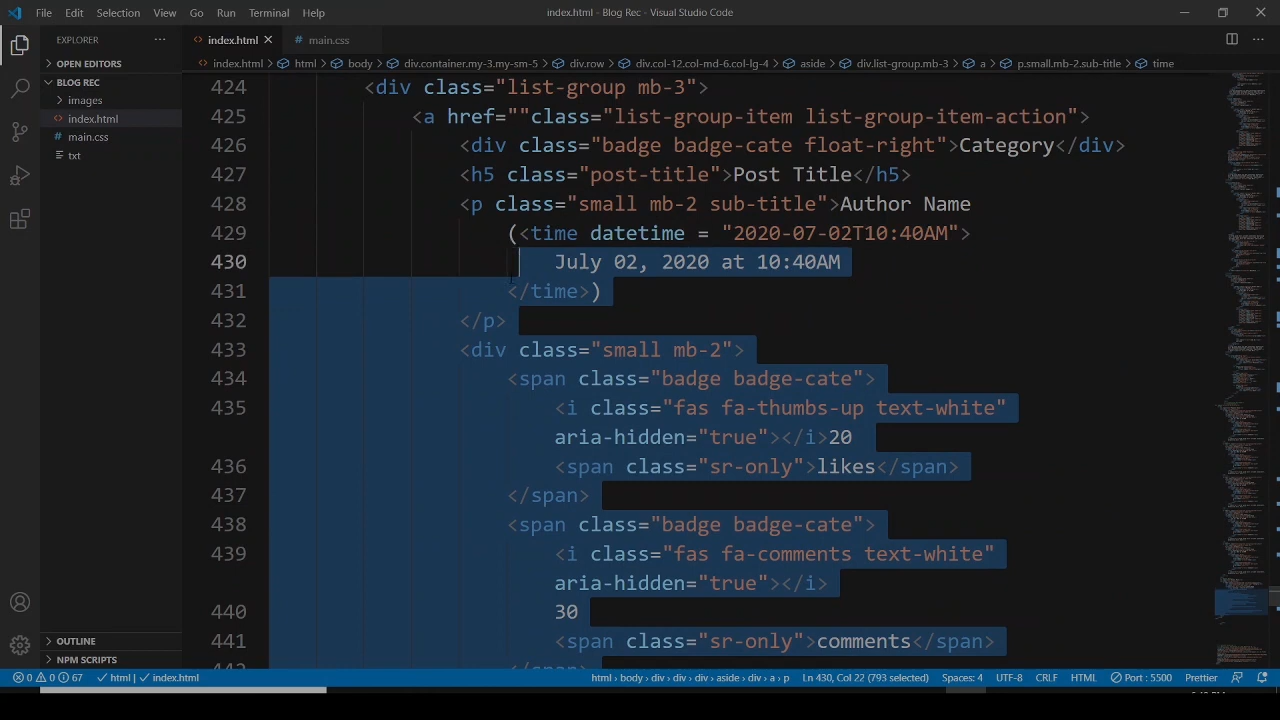 File Edit Selection View Go Run Terminal Help
index.html - Blog Rec - Visual Studio Code
EXPLORER
index.html
main.css
OPEN EDITORS
index.html > html > body > div.container.my-3.my-sm-5 > div.row > div.col-12.col-md-6.col-lg-4 > aside > div.list-group.mb-3 > a > p.small.mb-2.sub-title > time
BLOG REC
images
index.html
main.css
txt
424 <div class="list-group mb-3">
425 <a href=""class="list-group-item list-group-item-action">
426 <div class="badge badge-cate float-right">Category</div>
427 <h5 class="post-title">Post Title</h5>
428 <p class="small mb-2 sub-title">Author Name
429 (<time datetime = "2020-07-02T10:40AM">
430 July 02, 2020 at 10:40AM
431 </time>)
432 </p>
433 <div class="small mb-2">
434 <span class="badge badge-cate">
435 <i class="fas fa-thumbs-up text-white"
aria-hidden="true"></i>20
436 <span class="sr-only">likes</span>
437 </span>
438 <span class="badge badge-cate">
439 <i class="fas fa-comments text-white"
aria-hidden="true"></i>
440 30
441 <span class="sr-only">comments</span>
442 </span>
OUTLINE
NPM SCRIPTS
0 0 67 html | index.html
html > body > div > div > div > aside > div > a > p Ln 430, Col 22 (793 selected) Spaces: 4 UTF-8 CRLF HTML Port : 5500 Prettier